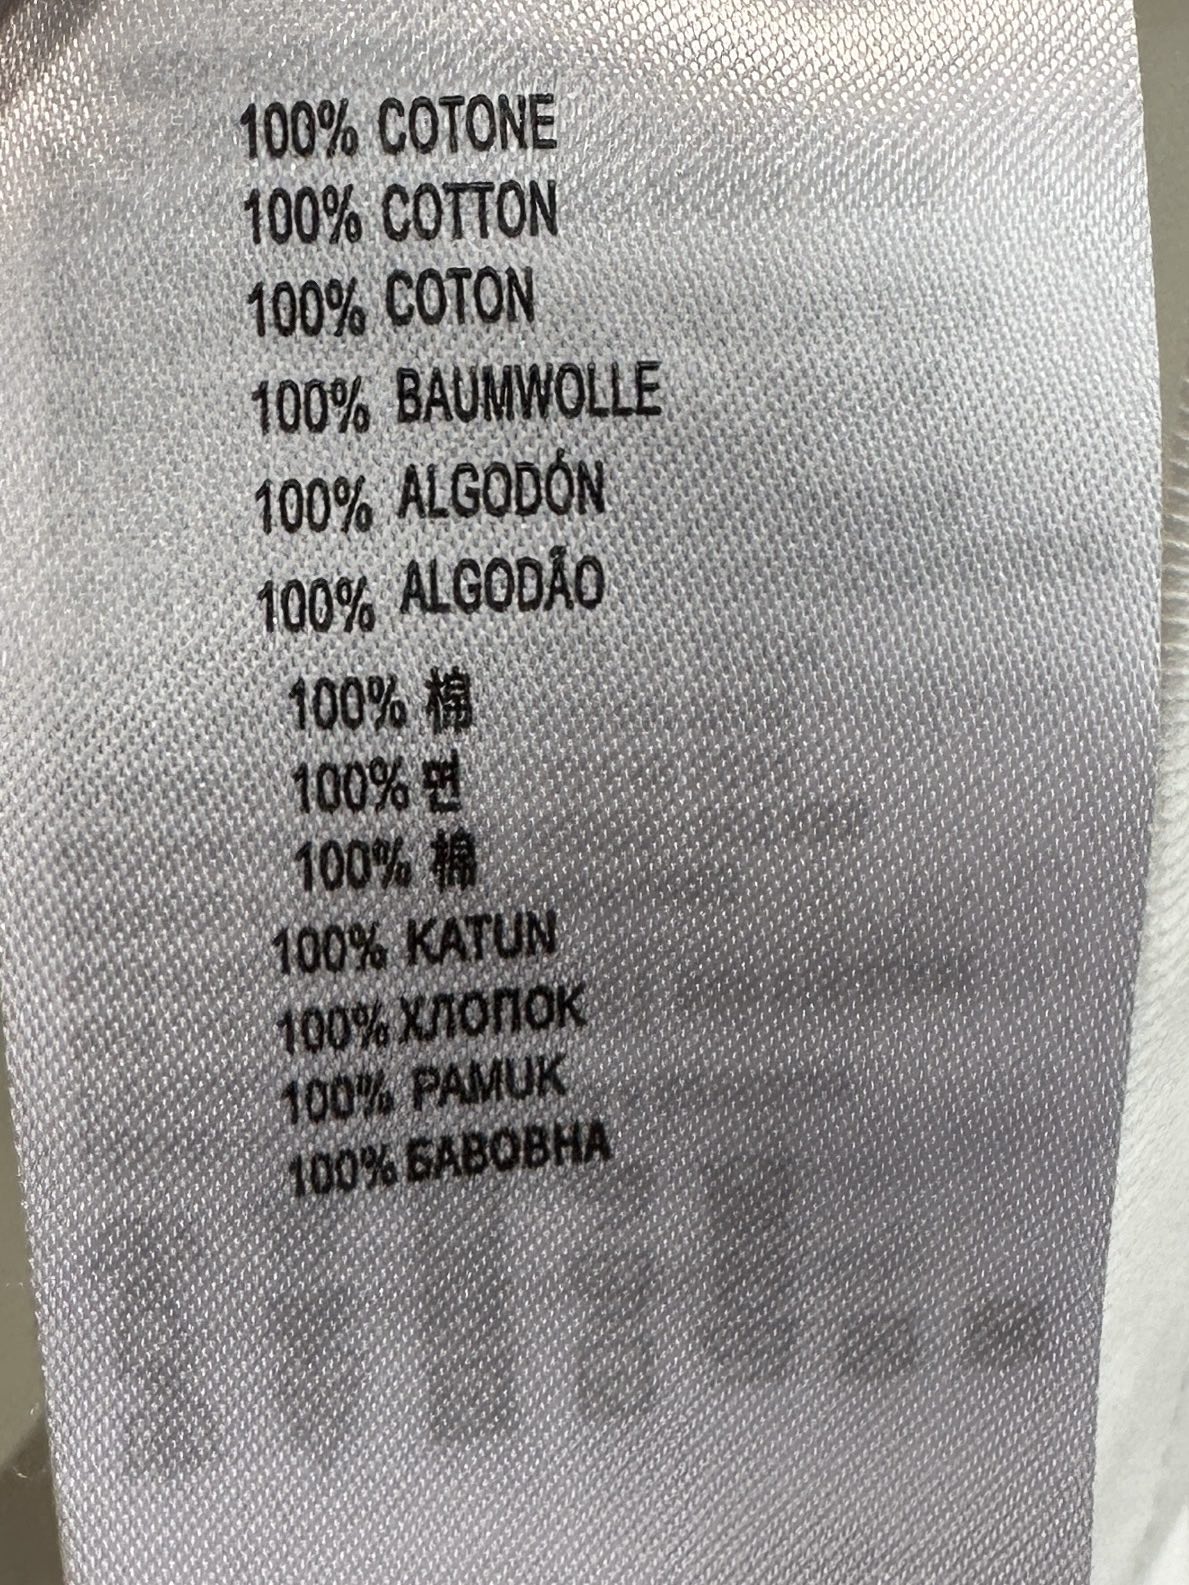 100% COTONE
100% COTTON
100% COTON
100% BAUMWOLLE
100% ALGODÓN
100% ALGODÃO
100% 棉
100% 면
100% 棉
100% KATUN
100% ХЛОПОК
100% PAMUK
100% БАВОВНА